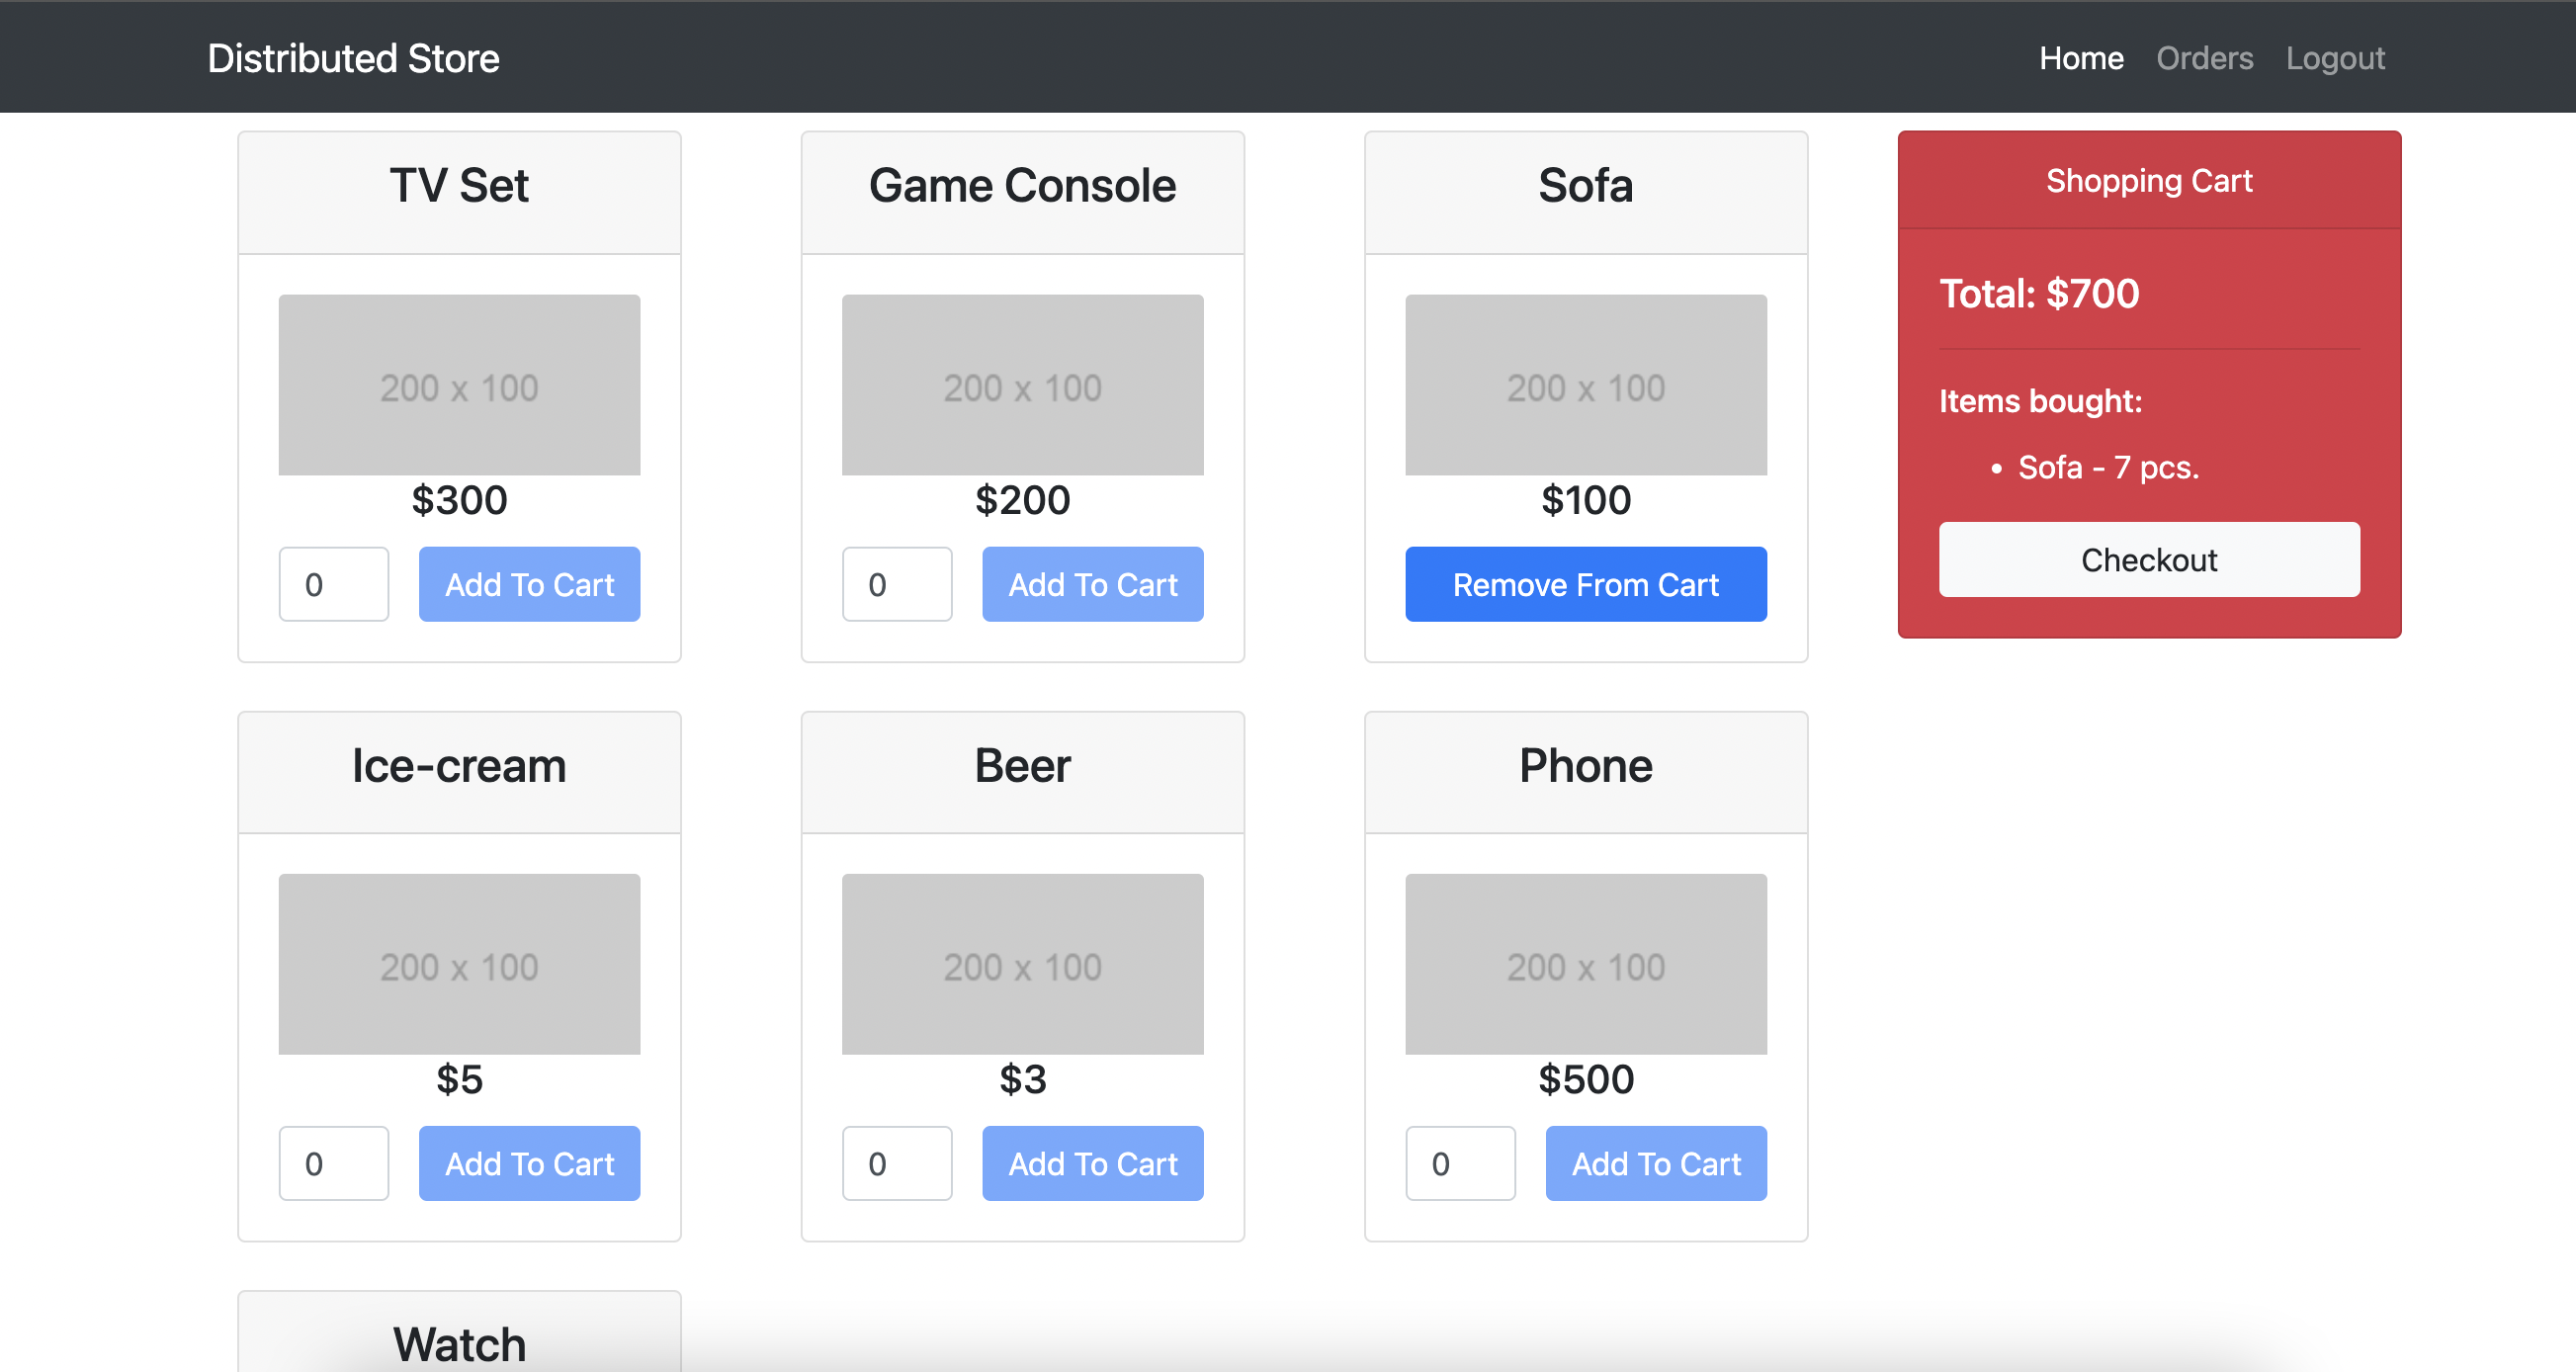 Distributed Store
Home Orders Logout
TV Set
200 x 100
$300
0 Add To Cart
Game Console
200 x 100
$200
0 Add To Cart
Sofa
200 x 100
$100
Remove From Cart
Shopping Cart
Total: $700
Items bought:
• Sofa - 7 pcs.
Checkout
Ice-cream
200 x 100
$5
0 Add To Cart
Beer
200 x 100
$3
0 Add To Cart
Phone
200 x 100
$500
0 Add To Cart
Watch